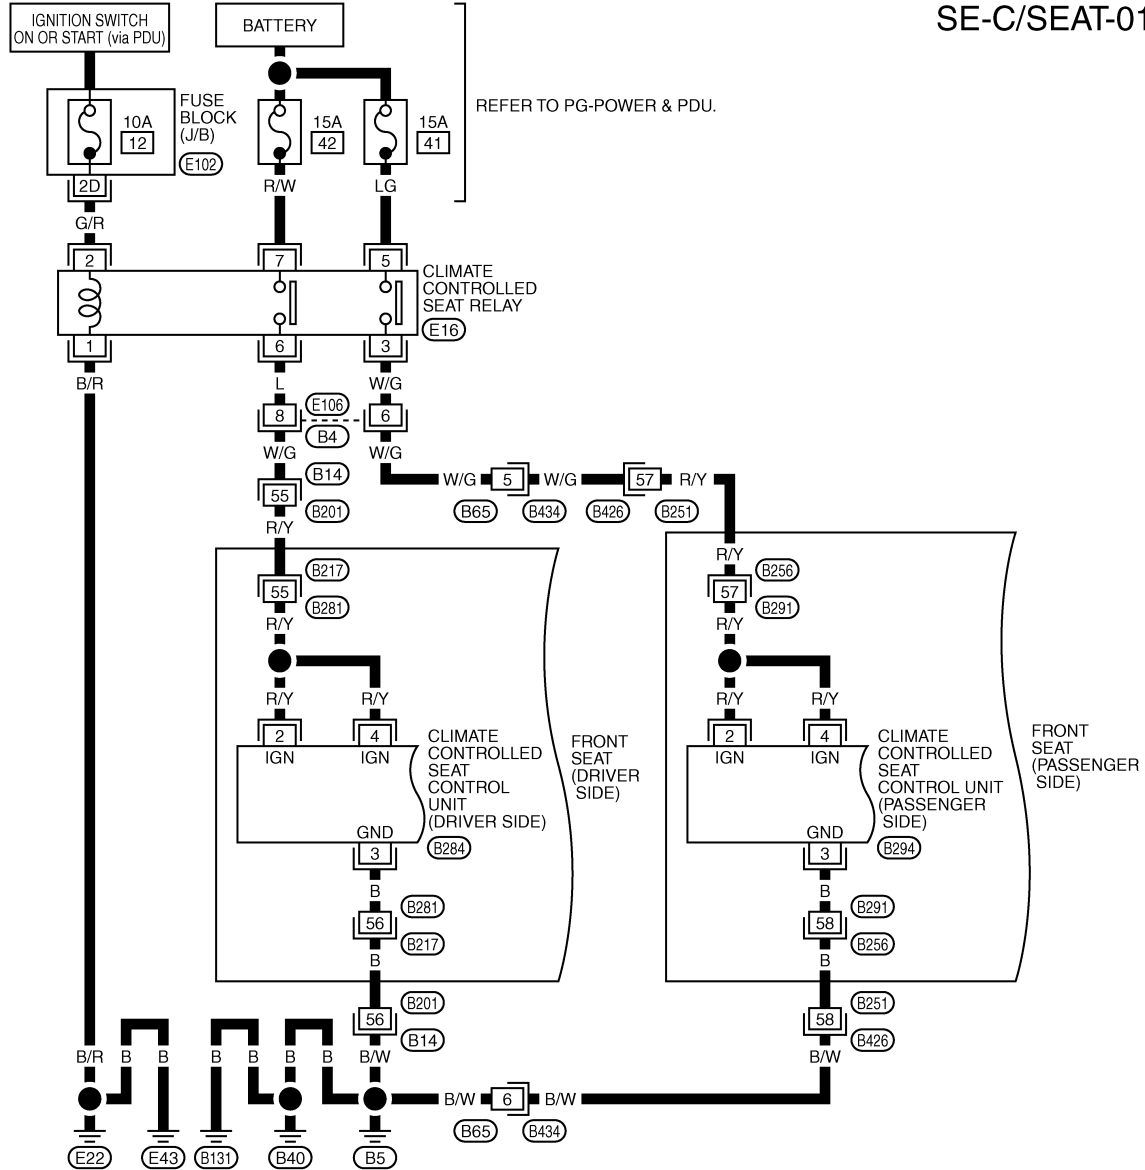 SE-C/SEAT-01
IGNITION SWITCH
ON OR START (via PDU)
BATTERY
REFER TO PG-POWER & PDU.
10A
12
FUSE
BLOCK
(J/B)
E102
15A
42
15A
41
2D
R/W
LG
G/R
2
7
5
CLIMATE
CONTROLLED
SEAT RELAY
E16
1
6
3
B/R
L
W/G
8
E106
B4
6
W/G
W/G
B14
55
B201
R/Y
W/G
5
W/G
57
R/Y
B65
B434
B426
B251
B217
55
B281
R/Y
R/Y
R/Y
2
4
IGN
IGN
CLIMATE
CONTROLLED
SEAT
CONTROL
UNIT
(DRIVER SIDE)
B284
FRONT
SEAT
(DRIVER
SIDE)
GND
3
B
B281
56
B217
B
B201
56
B14
B/W
R/Y
B256
57
B291
R/Y
R/Y
R/Y
2
4
IGN
IGN
CLIMATE
CONTROLLED
SEAT
CONTROL UNIT
(PASSENGER
SIDE)
B294
FRONT
SEAT
(PASSENGER
SIDE)
GND
3
B
B291
58
B256
B
B251
58
B426
B/W
B/R
B
B
B
B
B
B
B/W
6
B/W
B65
B434
E22
E43
B131
B40
B5